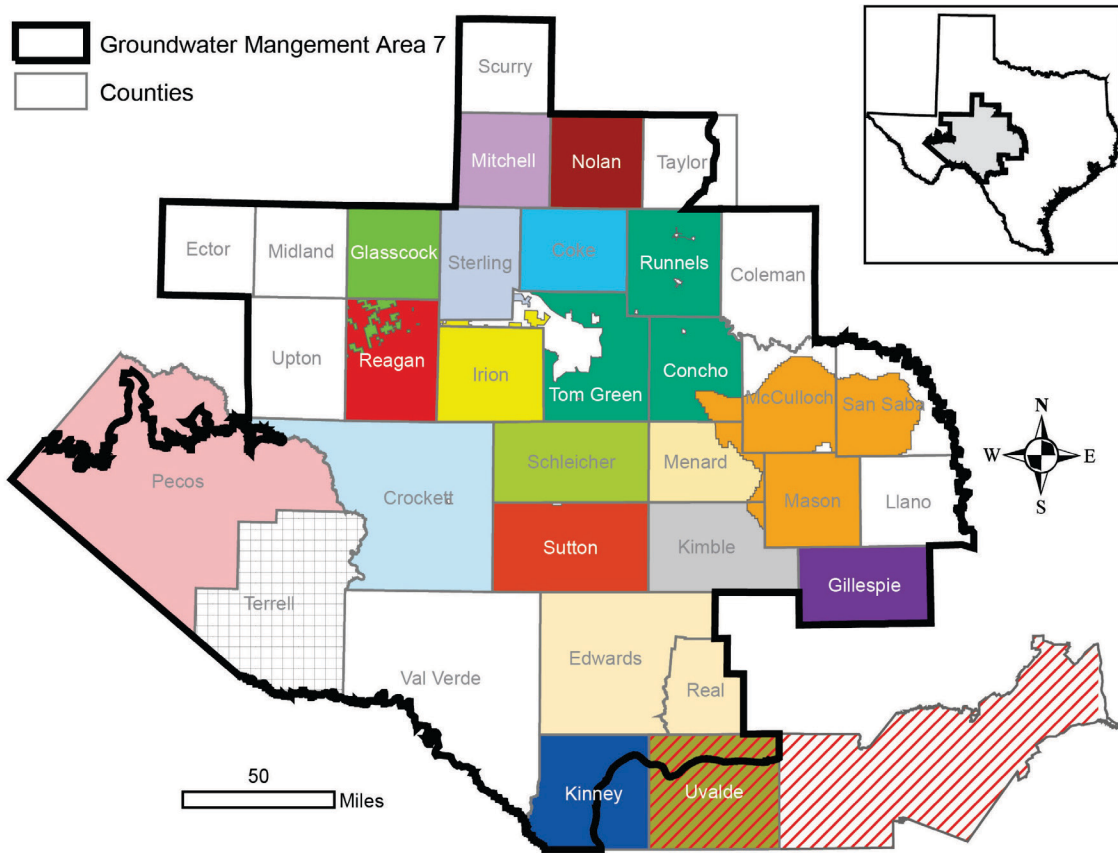 Groundwater Mangement Area 7
Counties
Scurry
Mitchell
Nolan
Taylor
Ector
Midland
Glasscock
Sterling
Coke
Runnels
Coleman
Upton
Reagan
Irion
Tom Green
Concho
McCulloch
San Saba
Pecos
Crockett
Schleicher
Menard
Mason
Llano
Terrell
Sutton
Kimble
Gillespie
Val Verde
Edwards
Real
Kinney
Uvalde
N
W
E
S
50
Miles